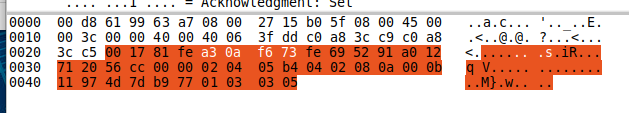 .... ...1 .... = Acknowledgment: Set
0000 00 d8 61 99 63 a7 08 00 27 15 b0 5f 08 00 45 00 ..a.c... '.._..E.
0010 00 3c 00 00 40 00 40 06 3f dd c0 a8 3c c9 c0 a8 .<..@.@. ?...<...
0020 3c c5 00 17 81 fe a3 0a f6 73 fe 69 52 91 a0 12 <....... .s.iR...
0030 71 20 56 cc 00 00 02 04 05 b4 04 02 08 0a 00 0b q V..... ........
0040 11 97 4d 7d b9 77 01 03 03 05 ..M}.w.. ..